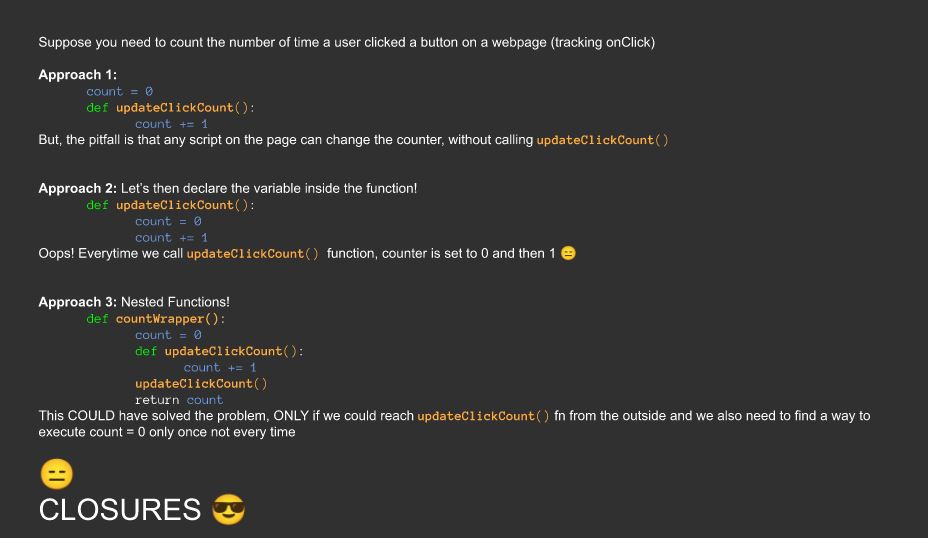 Suppose you need to count the number of time a user clicked a button on a webpage (tracking onClick)
Approach 1:
count = 0
def updateClickCount():
count += 1
But, the pitfall is that any script on the page can change the counter, without calling updateClickCount()
Approach 2: Let's then declare the variable inside the function!
def updateClickCount():
count = 0
count += 1
Oops! Everytime we call updateClickCount() function, counter is set to 0 and then 1 😑
Approach 3: Nested Functions!
def countWrapper():
count = 0
def updateClickCount():
count += 1
updateClickCount()
return count
This COULD have solved the problem, ONLY if we could reach updateClickCount() fn from the outside and we also need to find a way to
execute count = 0 only once not every time
😑
CLOSURES 😎